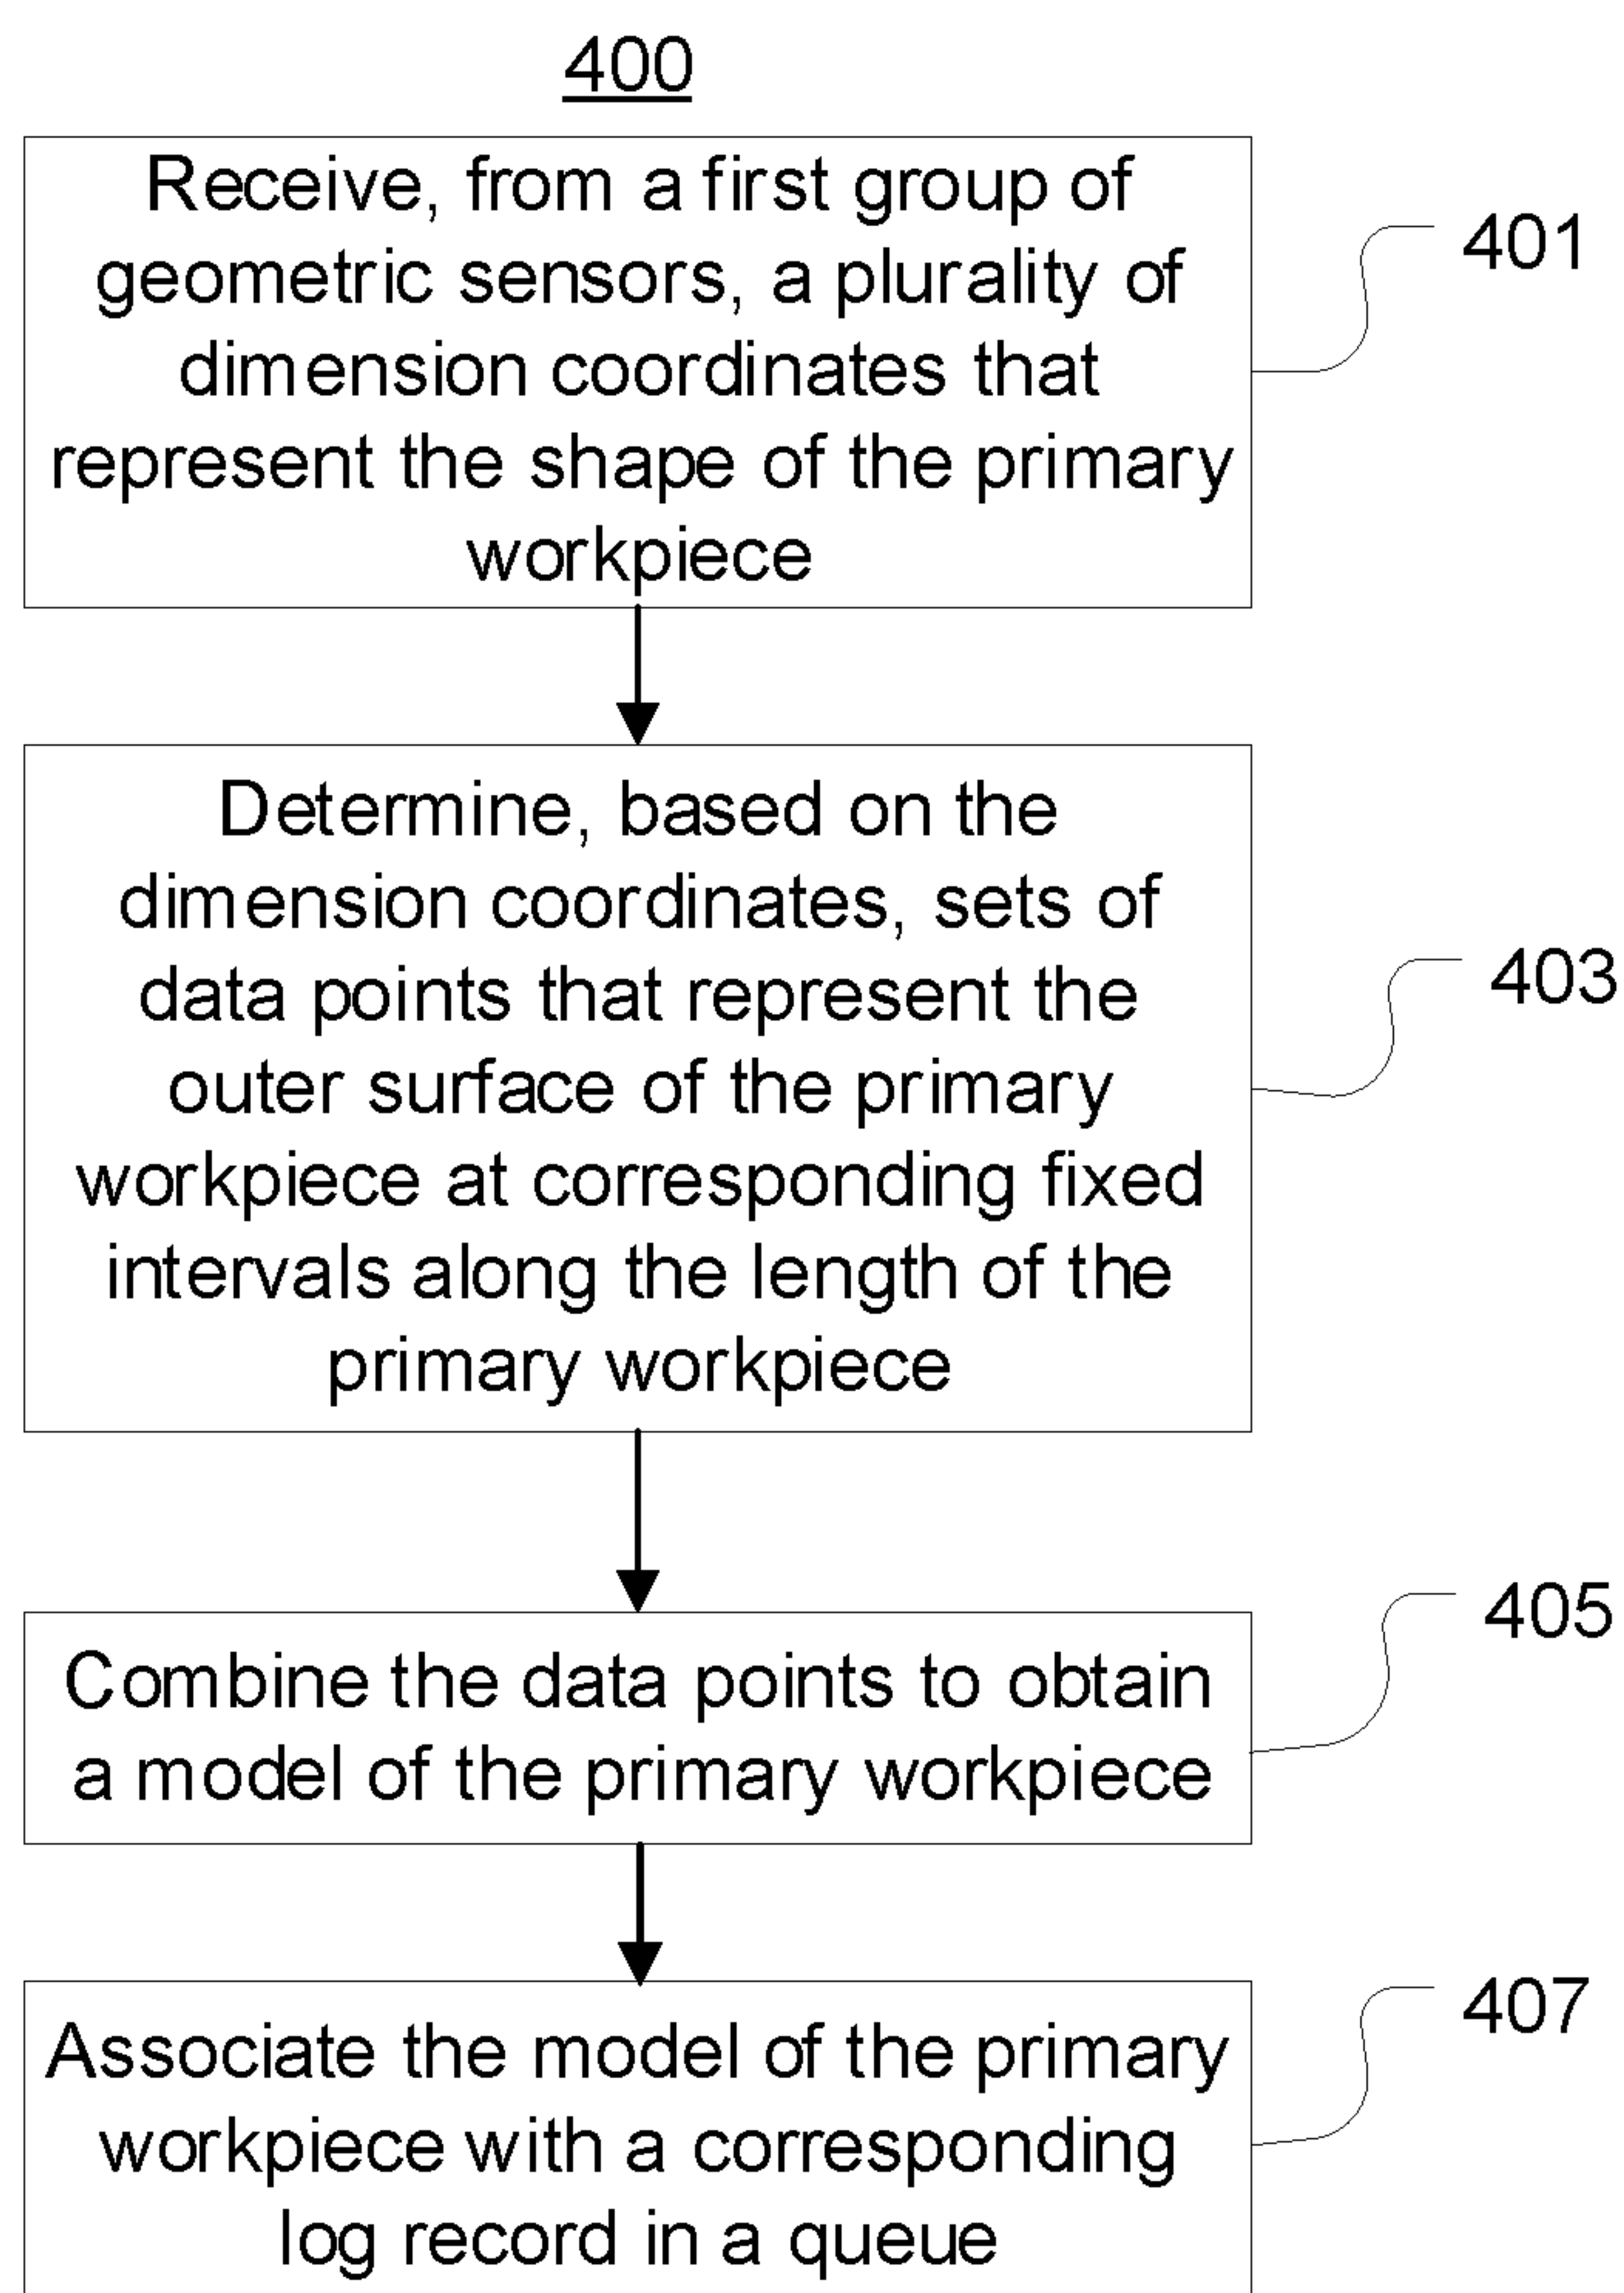 400
Receive, from a first group of
geometric sensors, a plurality of
dimension coordinates that
represent the shape of the primary
workpiece
401
Determine, based on the
dimension coordinates, sets of
data points that represent the
outer surface of the primary
workpiece at corresponding fixed
intervals along the length of the
primary workpiece
403
Combine the data points to obtain
a model of the primary workpiece
405
Associate the model of the primary
workpiece with a corresponding
log record in a queue
407